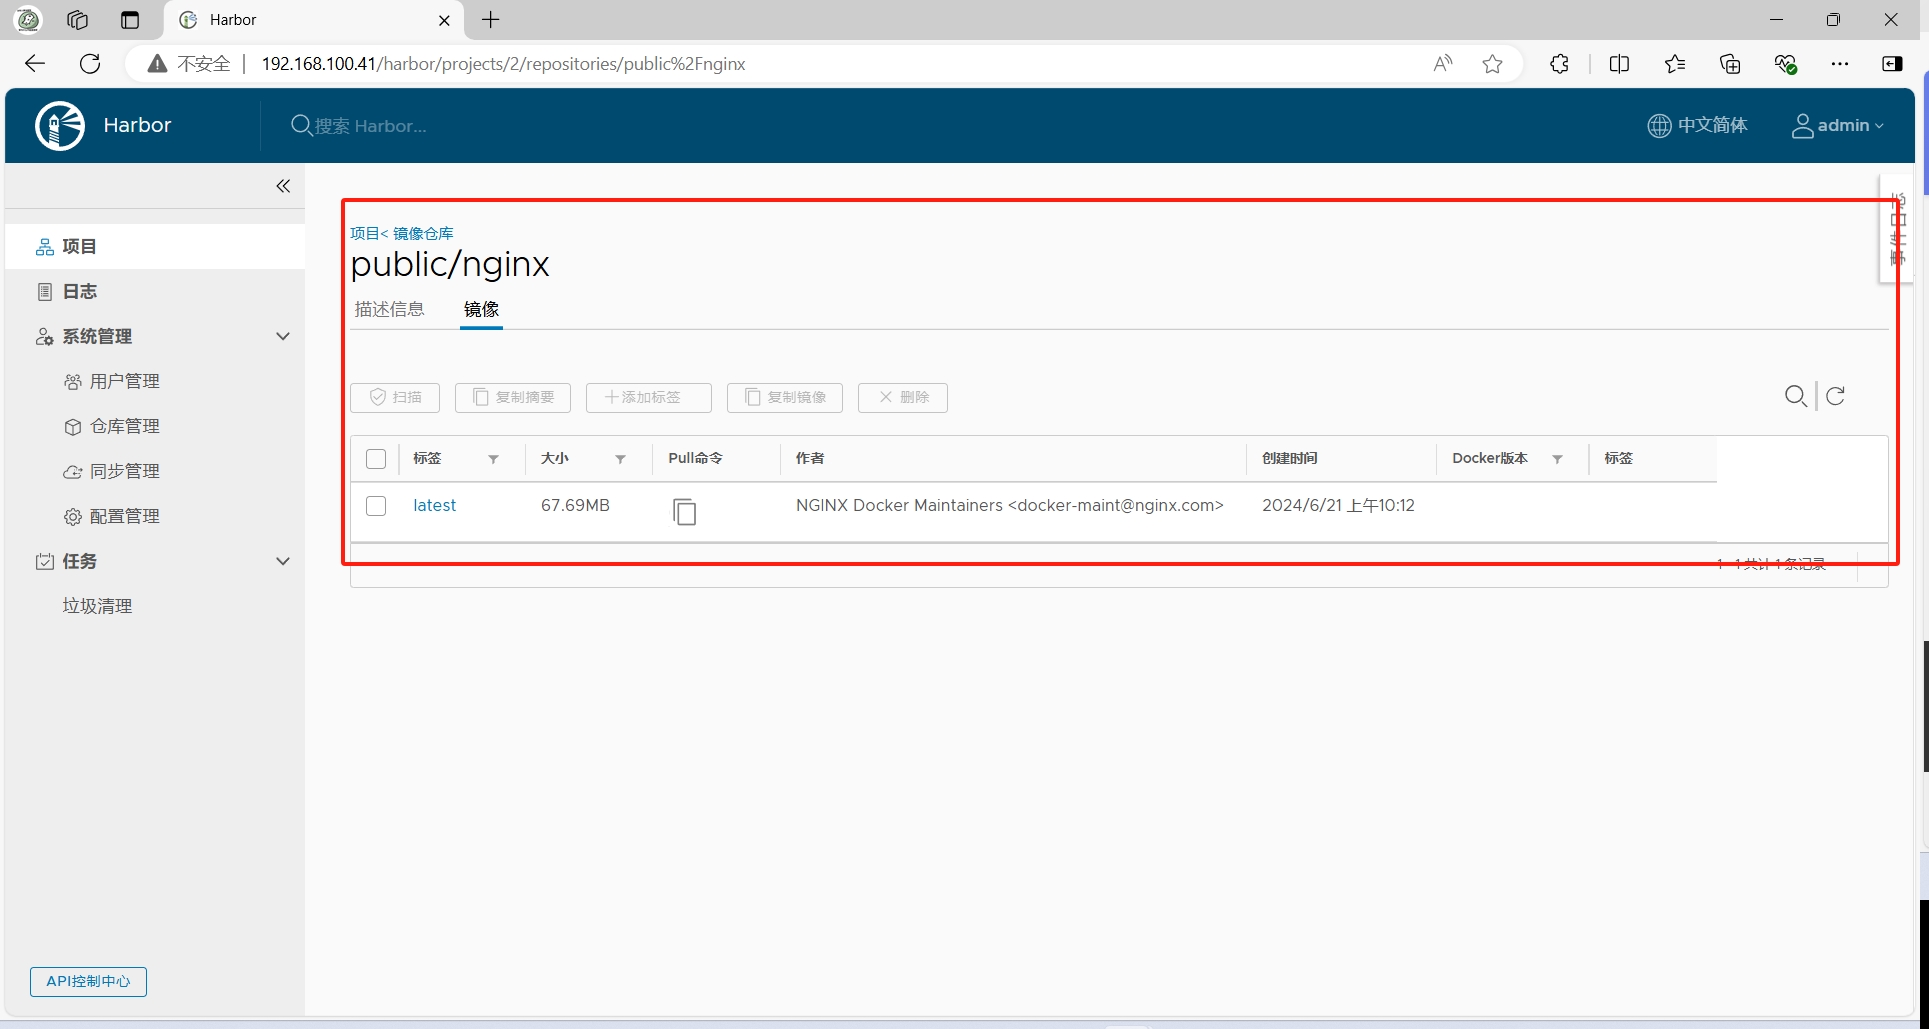 Harbor
不安全 192.168.100.41/harbor/projects/2/repositories/public%2Fnginx
Harbor
搜索 Harbor...
中文简体
admin
项目
日志
系统管理
用户管理
仓库管理
同步管理
配置管理
任务
垃圾清理
API控制中心
项目< 镜像仓库
public/nginx
描述信息 镜像
扫描 复制摘要 添加标签 复制镜像 删除
标签 大小 Pull命令 作者 创建时间 Docker版本 标签
latest 67.69MB NGINX Docker Maintainers <docker-maint@nginx.com> 2024/6/21 上午10:12
1 - 1 共计 1 条记录
事件日志